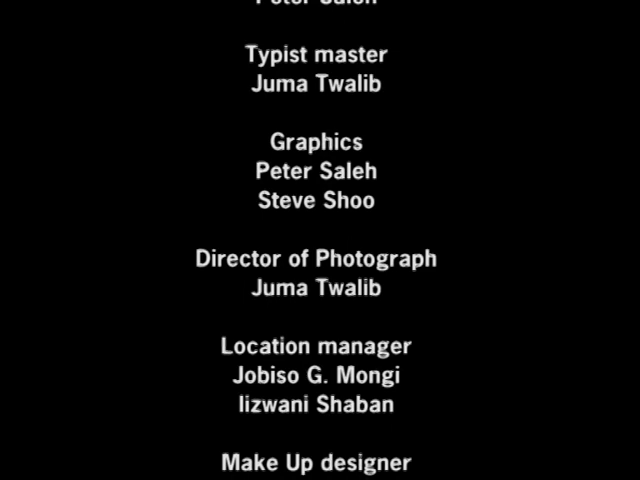 Peter Saleh
Typist master
Juma Twalib
Graphics
Peter Saleh
Steve Shoo
Director of Photograph
Juma Twalib
Location manager
Jobiso G. Mongi
lizwani Shaban
Make Up designer